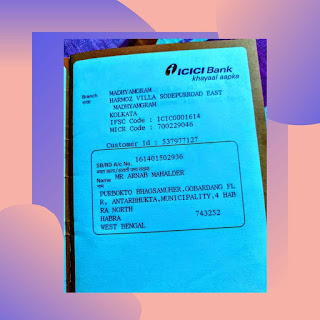 ICICI Bank
khayaal aapka
Branch MADHYAMGRAM
शाखा HARMOZ VILLA SODEPURROAD EAST
MADHYAMGRAM
KOLKATA
IFSC Code : ICIC0001614
MICR Code : 700229046
Customer Id : 537977127
SB/RD A/c No. 161401502936
Name MR ARNAB MAHALDER
नाम
PURBOKTO BHAGSAMUHER,GOBARDANG FL
R, ANTARBHUKTA,MUNICIPALITY,4 HAB
RA NORTH
HABRA 743252
WEST BENGAL